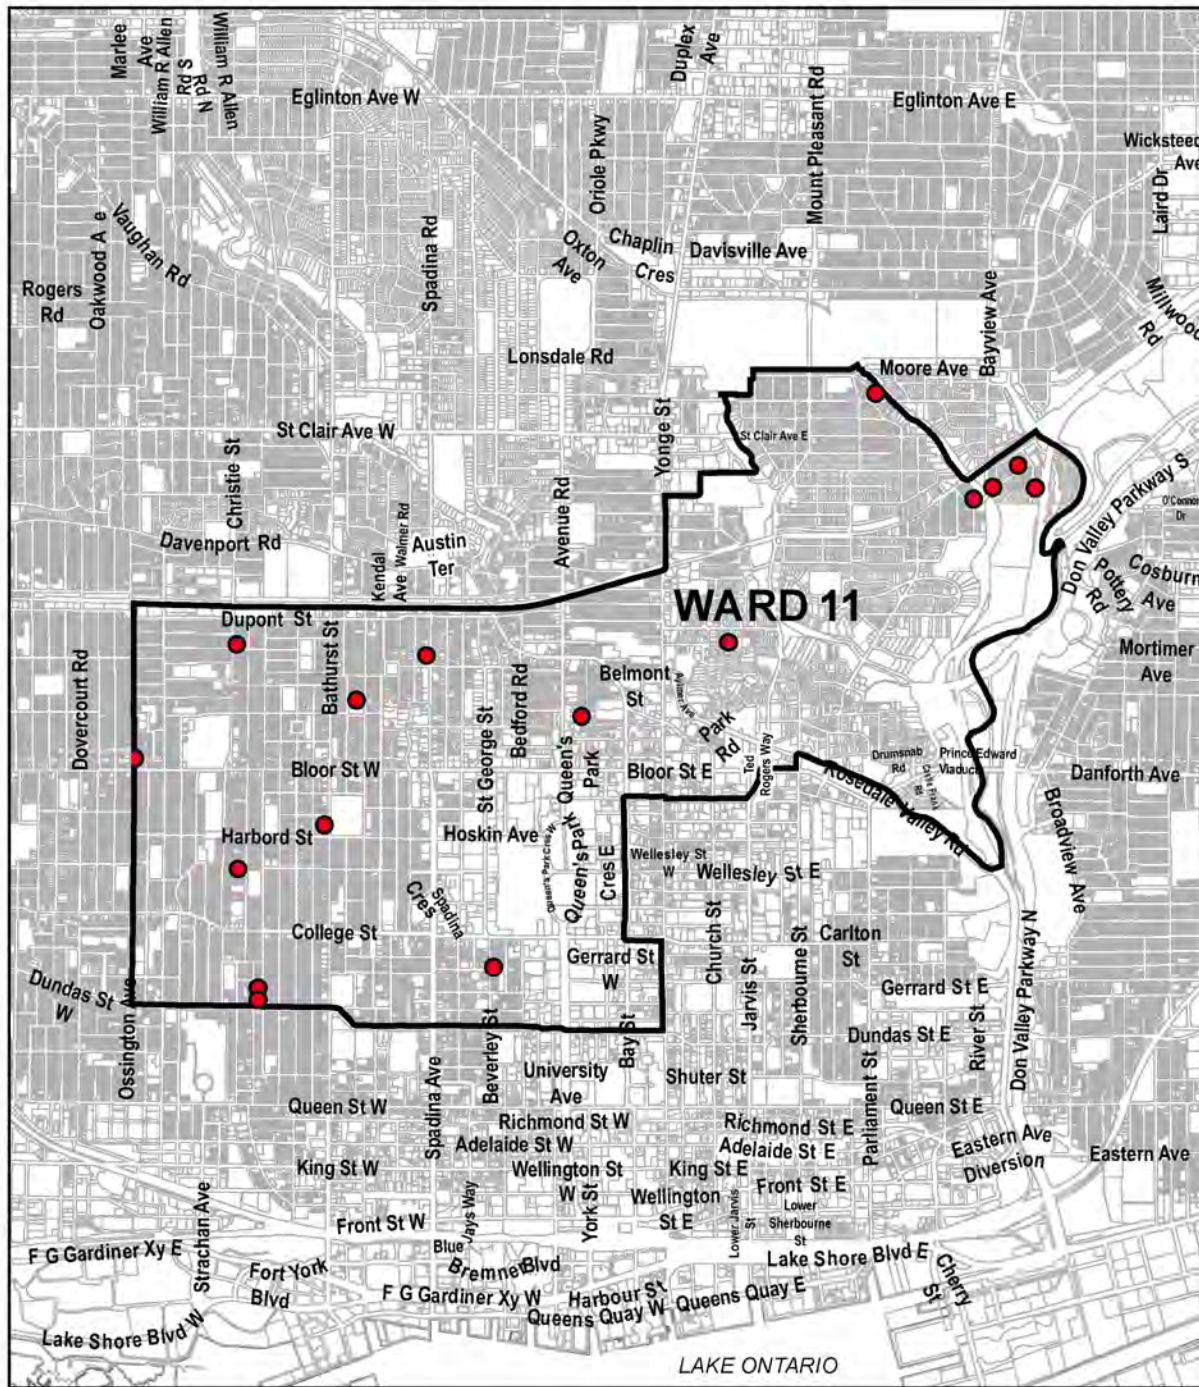 Marlee
Ave
William R Allen
Rd S
William R Allen
Rd N
Duplex
Ave
Eglinton Ave W
Eglinton Ave E
Mount Pleasant Rd
Wicksteed
Ave
Laird Dr
Oriole Pkwy
Vaughan Rd
Oakwood A e
Spadina Rd
Oxton
Ave
Chaplin
Cres
Davisville Ave
Rogers
Rd
Bayview Ave
Millwood
Rd
Lonsdale Rd
Moore Ave
St Clair Ave W
Yonge St
St Clair Ave E
Christie St
Davenport Rd
Kendal
Ave
Walmer Rd
Austin
Ter
Avenue Rd
Don Valley Parkway S
O'Connor
Dr
Cosburn
Ave
Pottery
Rd
WARD 11
Dupont St
Bathurst St
Dovercourt Rd
St George St
Bedford Rd
Belmont
St
Aylmer Ave
Park
Rd
Mortimer
Ave
Queen's
Park
Bloor St W
Bloor St E
Ted
Rogers Way
Drumsnab
Rd
Castle Frank
Rd
Prince Edward
Viaduct
Danforth Ave
Rosedale Valley Rd
Broadview Ave
Harbord St
Hoskin Ave
Queen's Park Cres W
Queen's Park
Cres E
Wellesley St
W
Wellesley St E
Spadina
Cres
College St
Gerrard St
W
Church St
Jarvis St
Sherbourne St
Carlton
St
Gerrard St E
Dundas St
W
Ossington Ave
Beverley St
Bay St
Dundas St E
River St
Don Valley Parkway N
University
Ave
Shuter St
Parliament St
Spadina Ave
Queen St W
Richmond St W
Richmond St E
Queen St E
Adelaide St W
Adelaide St E
Eastern Ave
Diversion
Eastern Ave
King St W
Wellington St
W
King St E
Front St E
Wellington
St E
York St
Lower Jarvis
St
Lower
Sherbourne
St
Strachan Ave
Front St W
Blue
Jays Way
F G Gardiner Xy E
Fort York
Blvd
Bremner Blvd
Lake Shore Blvd E
Cherry
St
F G Gardiner Xy W
Harbour St
Queens Quay W
Queens Quay E
Lake Shore Blvd W
LAKE ONTARIO